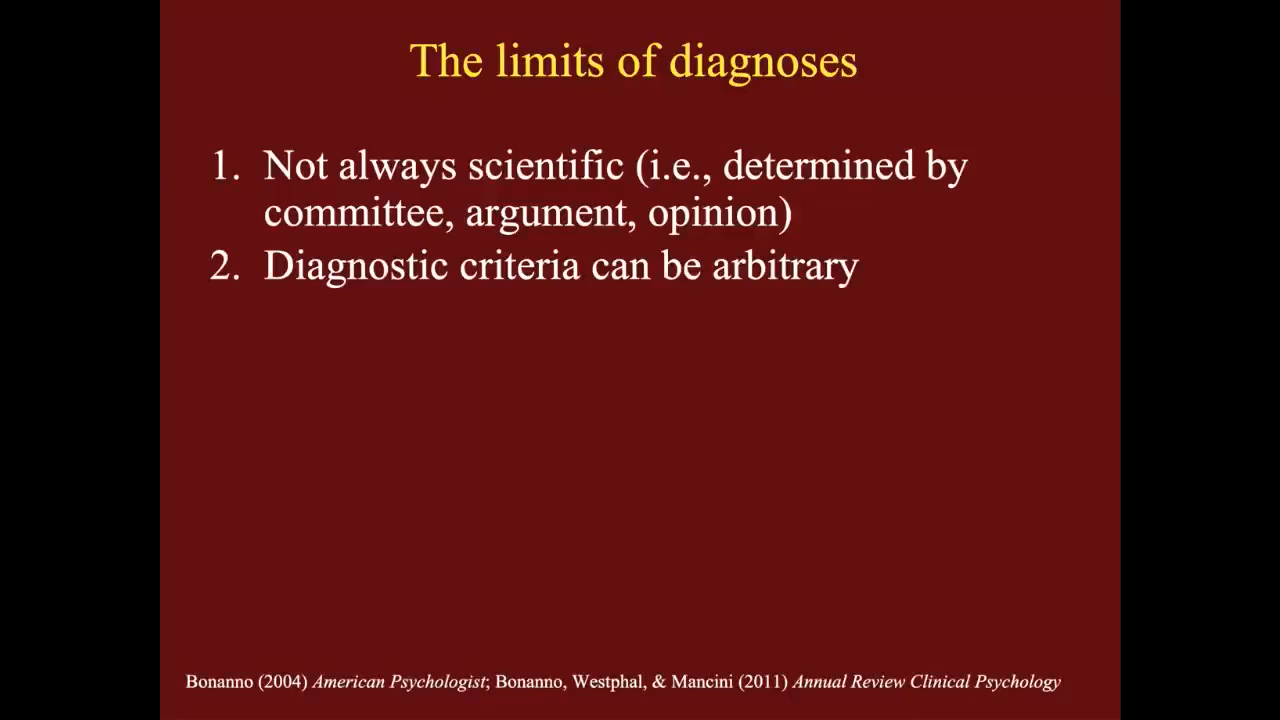 The limits of diagnoses
1. Not always scientific (i.e., determined by
committee, argument, opinion)
2. Diagnostic criteria can be arbitrary
Bonanno (2004) American Psychologist; Bonanno, Westphal, & Mancini (2011) Annual Review Clinical Psychology